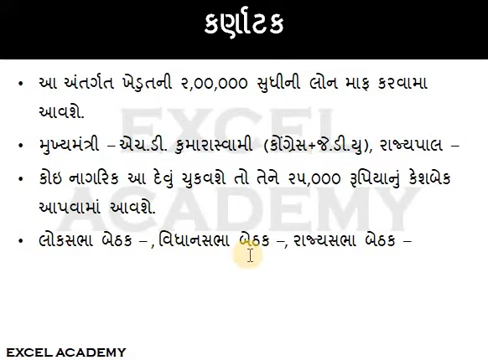 કર્ણાટક
• આ અંતર્ગત ખેડુતની ૨,૦૦,૦૦૦ સુધીની લોન માફ કરવામા
આવશે.
• મુખ્યમંત્રી – એચ.ડી. કુમારાસ્વામી (કોંગ્રેસ+જે.ડી.યુ), રાજ્યપાલ –
• કોઇ નાગરિક આ દેવું ચુકવશે તો તેને ૨૫,૦૦૦ રૂપિયાનું કેશબેક
આપવામાં આવશે.
• લોકસભા બેઠક – , વિધાનસભા બેઠક –, રાજ્યસભા બેઠક –
EXCEL
ACADEMY
EXCEL ACADEMY